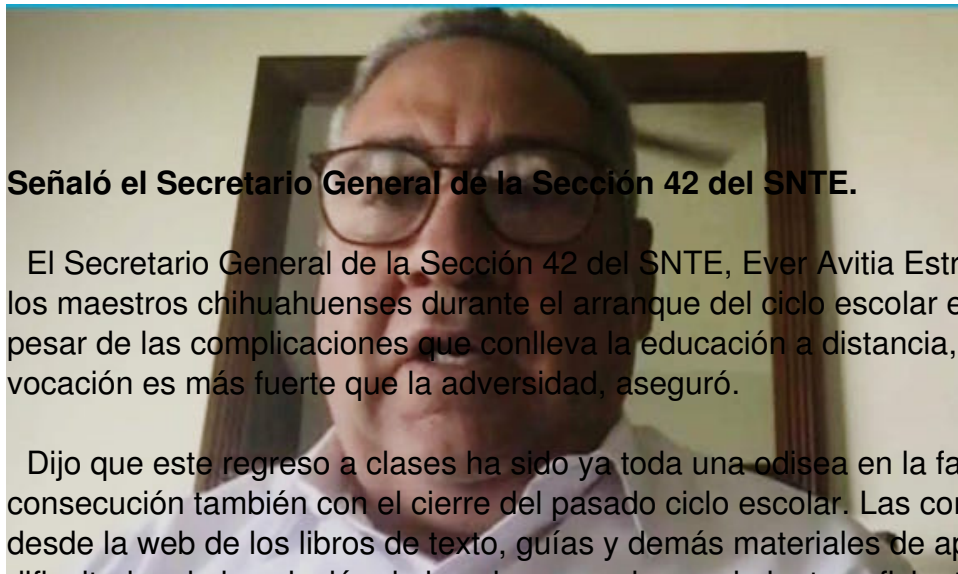 Señaló el Secretario General de la Sección 42 del SNTE.
El Secretario General de la Sección 42 del SNTE, Ever Avitia Estr
los maestros chihuahuenses durante el arranque del ciclo escolar e
pesar de las complicaciones que conlleva la educación a distancia,
vocación es más fuerte que la adversidad, aseguró.
Dijo que este regreso a clases ha sido ya toda una odisea en la fa
consecución también con el cierre del pasado ciclo escolar. Las co
desde la web de los libros de texto, guías y demás materiales de ap